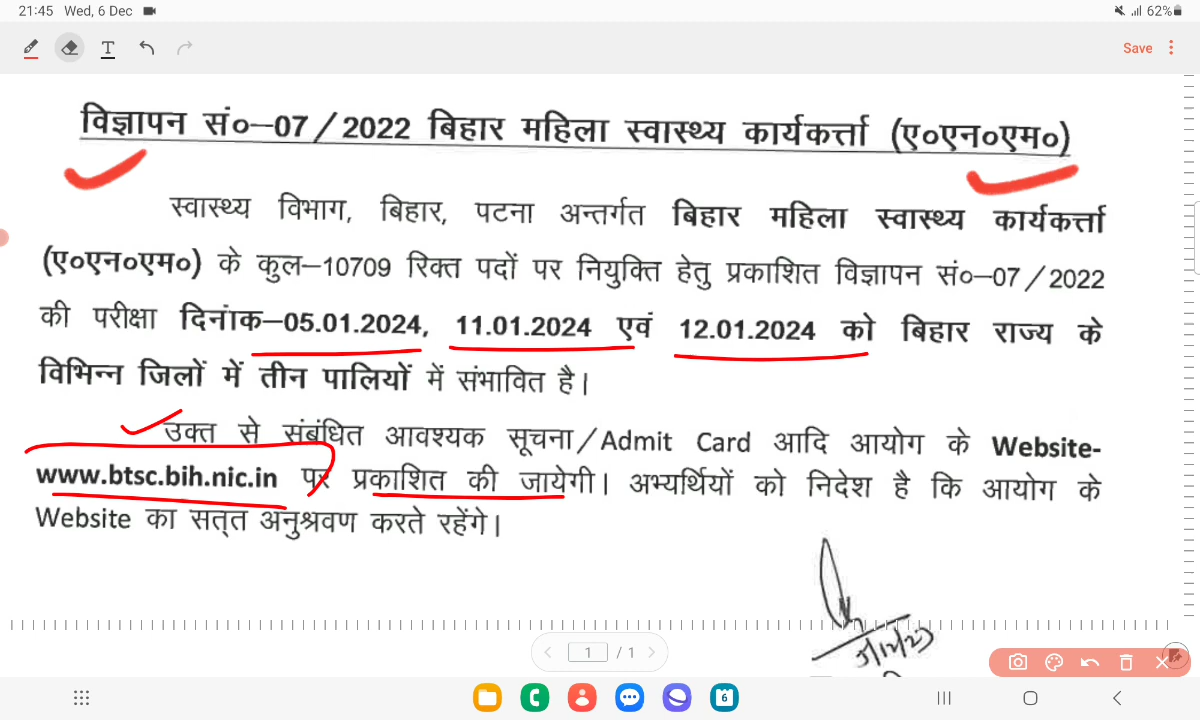 21:45 Wed, 6 Dec
62%
T
Save
विज्ञापन सं०–07/2022 बिहार महिला स्वास्थ्य कार्यकर्त्ता (ए०एन०एम०)
स्वास्थ्य विभाग, बिहार, पटना अन्तर्गत बिहार महिला स्वास्थ्य कार्यकर्त्ता
(ए०एन०एम०) के कुल–10709 रिक्त पदों पर नियुक्ति हेतु प्रकाशित विज्ञापन सं०–07/2022
की परीक्षा दिनांक–05.01.2024, 11.01.2024 एवं 12.01.2024 को बिहार राज्य के
विभिन्न जिलों में तीन पालियों में संभावित है।
उक्त से संबंधित आवश्यक सूचना/Admit Card आदि आयोग के Website-
www.btsc.bih.nic.in पर प्रकाशित की जायेगी। अभ्यर्थियों को निदेश है कि आयोग के
Website का सत्त अनुश्रवण करते रहेंगे।
1 / 1
6